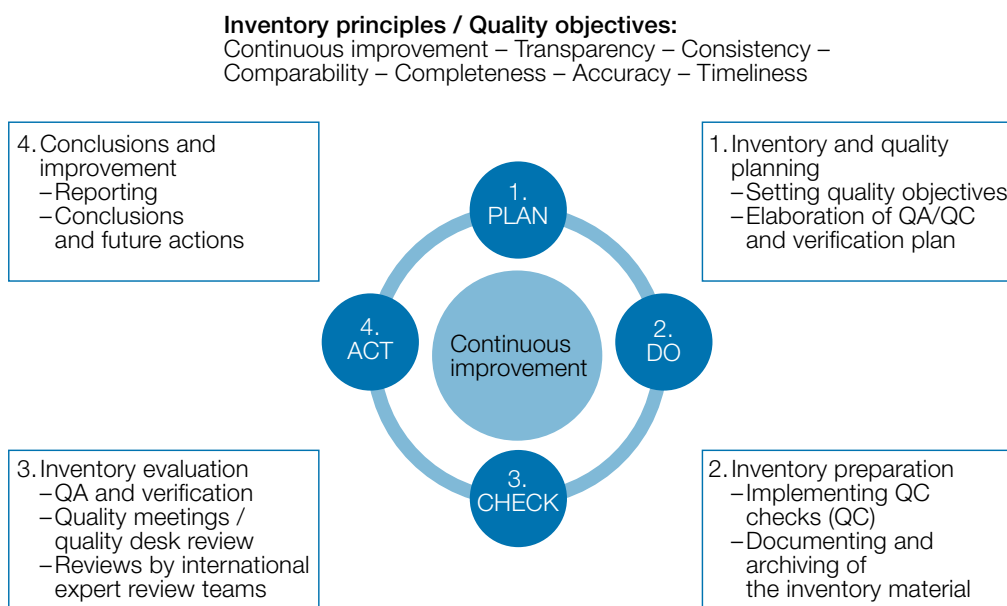 Inventory principles / Quality objectives:
Continuous improvement – Transparency – Consistency –
Comparability – Completeness – Accuracy – Timeliness
4. Conclusions and
improvement
– Reporting
– Conclusions
and future actions
1. Inventory and quality
planning
– Setting quality objectives
– Elaboration of QA/QC
and verification plan
1.
PLAN
4.
ACT
Continuous
improvement
2.
DO
3.
CHECK
3. Inventory evaluation
– QA and verification
– Quality meetings /
quality desk review
– Reviews by international
expert review teams
2. Inventory preparation
– Implementing QC
checks (QC)
– Documenting and
archiving of
the inventory material